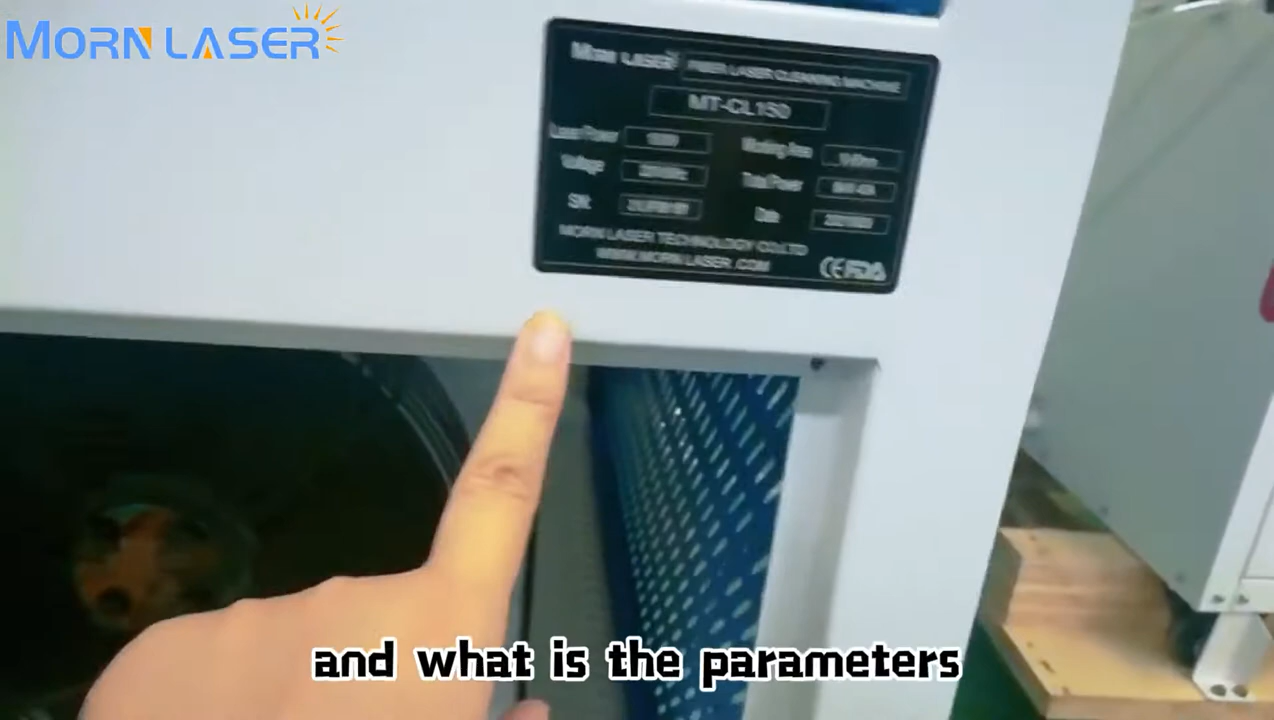 MORN LASER
MORN LASER FIBER LASER CLEANING MACHINE
MT-CL150
Laser Power Working Area
Voltage Total Power
SN: Date
MORN LASER TECHNOLOGY CO.LTD
WWW.MORNLASER.COM
CE FDA
and what is the parameters